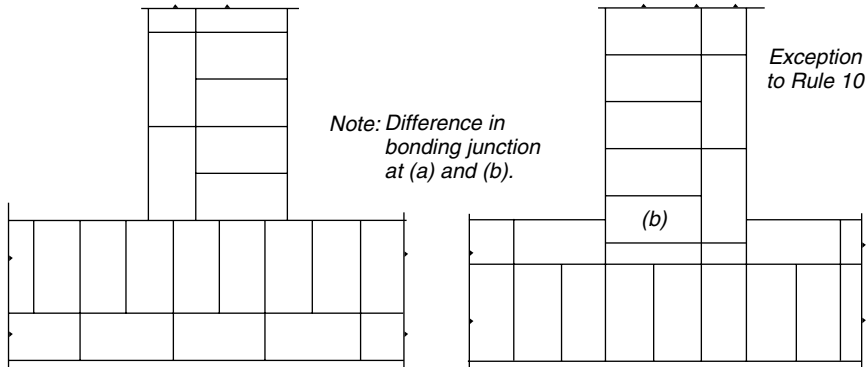 Exception
to Rule 10
Note: Difference in
bonding junction
at (a) and (b).
(b)